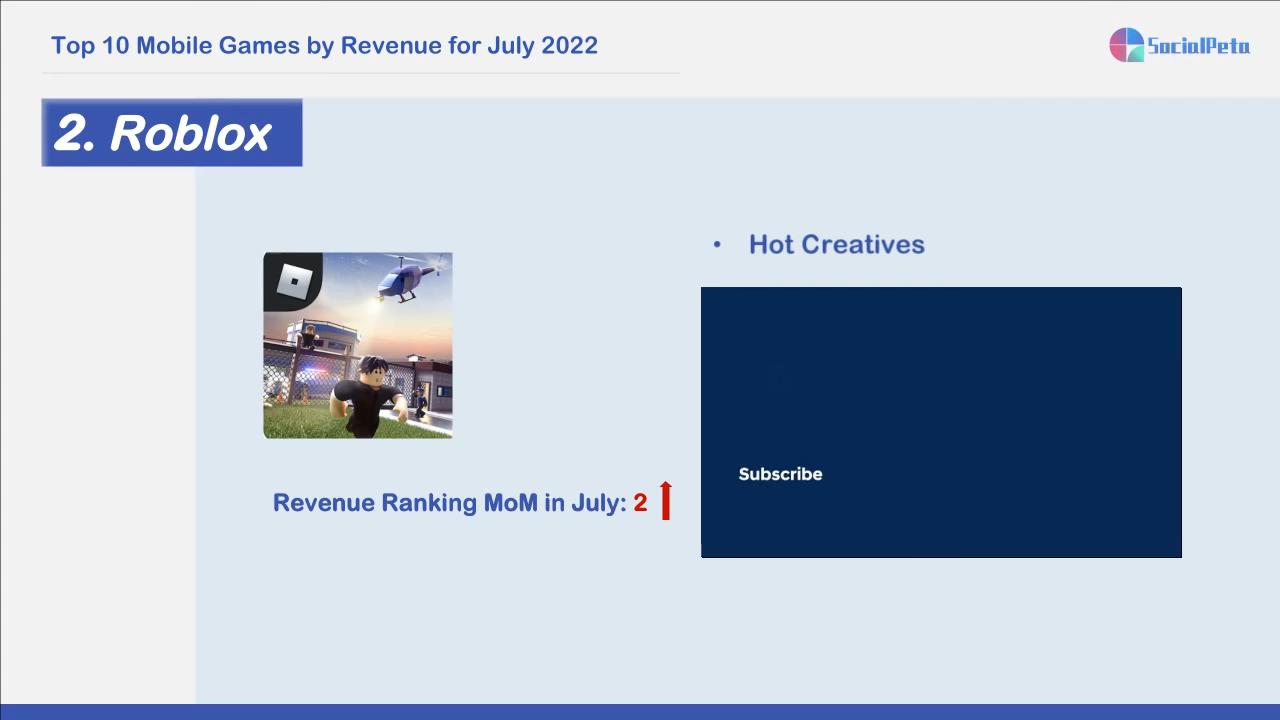 Top 10 Mobile Games by Revenue for July 2022
SocialPeta
2. Roblox
• Hot Creatives
Subscribe
Revenue Ranking MoM in July: 2